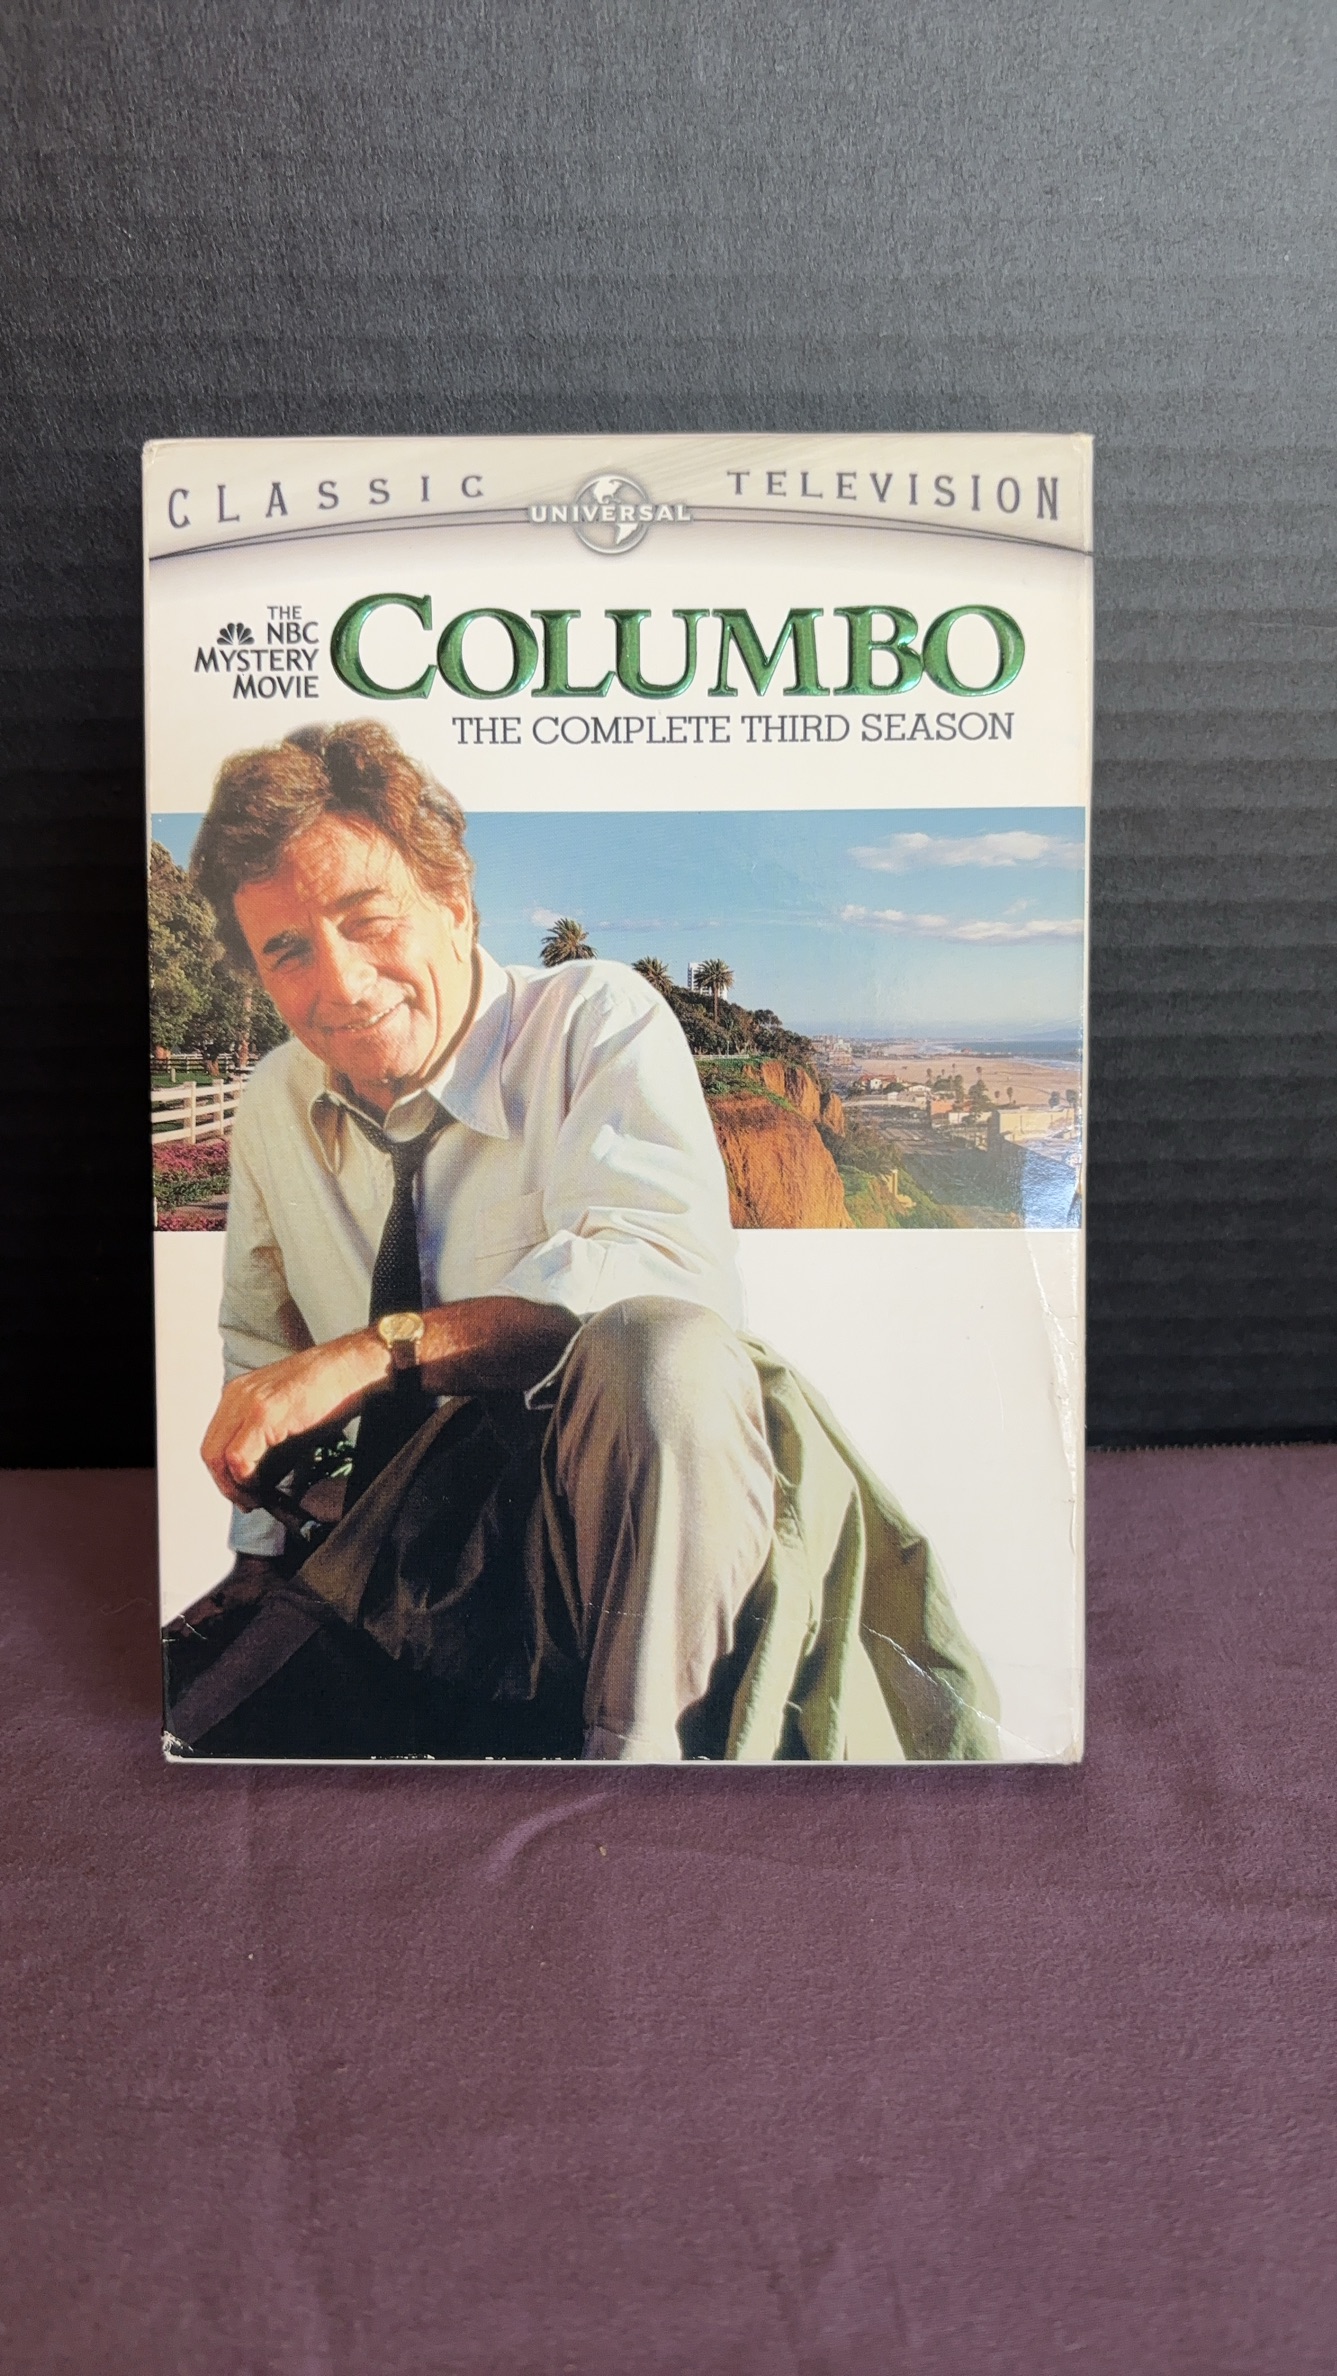 CLASSIC UNIVERSAL TELEVISION
THE
NBC
MYSTERY
MOVIE
COLUMBO
THE COMPLETE THIRD SEASON